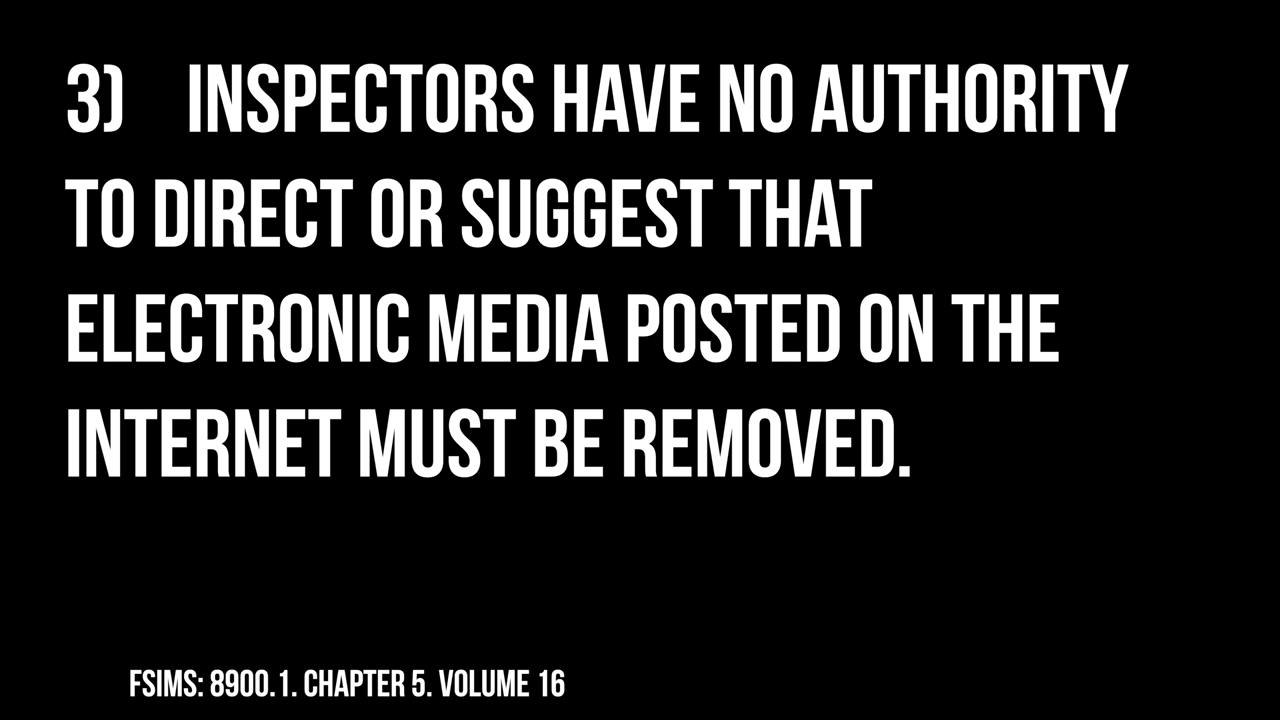 3) INSPECTORS HAVE NO AUTHORITY
TO DIRECT OR SUGGEST THAT
ELECTRONIC MEDIA POSTED ON THE
INTERNET MUST BE REMOVED.
FSIMS: 8900.1. CHAPTER 5. VOLUME 16